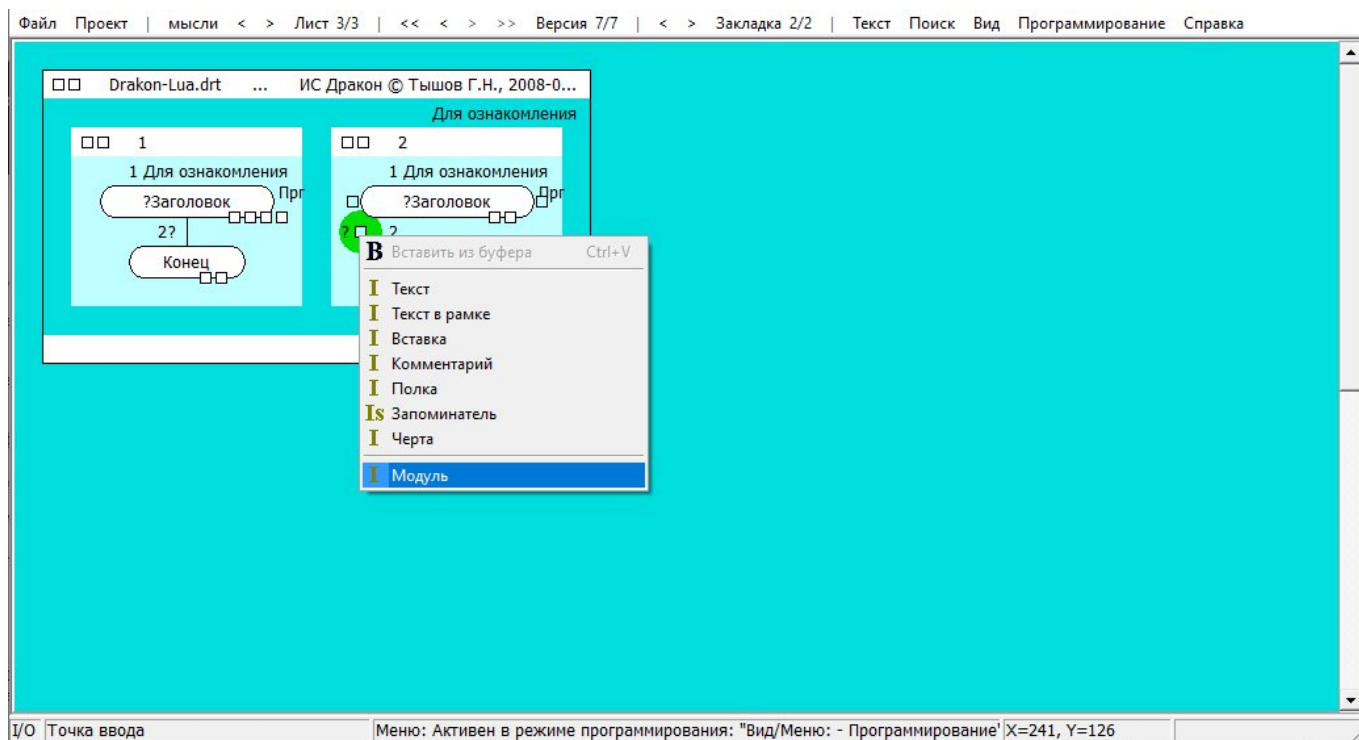 Файл Проект | мысли < > Лист 3/3 | << < > >> Версия 7/7 | < > Закладка 2/2 | Текст Поиск Вид Программирование Справка
Drakon-Lua.drt ... ИС Дракон © Тышов Г.Н., 2008-0...
Для ознакомления
1 2
1 Для ознакомления 1 Для ознакомления
?Заголовок Прг ?Заголовок Прг
2? ? 2
Конец
В Вставить из буфера Ctrl+V
I Текст
I Текст в рамке
I Вставка
I Комментарий
I Полка
Is Запоминатель
I Черта
I Модуль
I/O Точка ввода Меню: Активен в режиме программирования: "Вид/Меню: - Программирование' X=241, Y=126